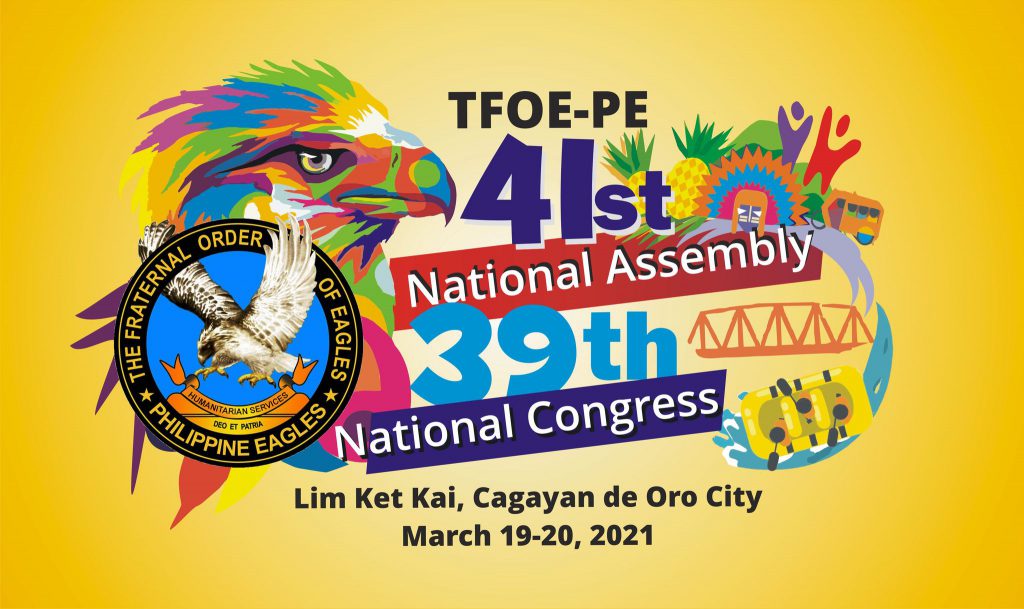 TFOE-PE
41st
National Assembly
39th
National Congress
THE FRATERNAL ORDER OF EAGLES
★ PHILIPPINE EAGLES ★
HUMANITARIAN SERVICES
DEO ET PATRIA
Lim Ket Kai, Cagayan de Oro City
March 19-20, 2021